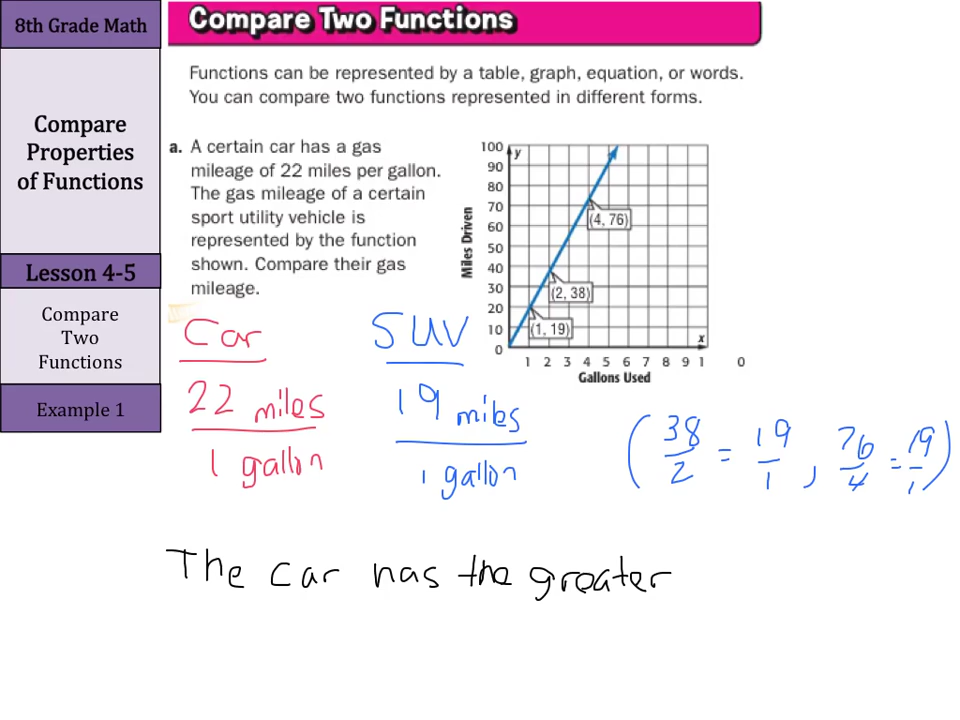 8th Grade Math
Compare
Properties
of Functions
Lesson 4-5
Compare
Two
Functions
Example 1
Compare Two Functions
Functions can be represented by a table, graph, equation, or words.
You can compare two functions represented in different forms.
a. A certain car has a gas
mileage of 22 miles per gallon.
The gas mileage of a certain
sport utility vehicle is
represented by the function
shown. Compare their gas
mileage.
100
90
80
70
60
50
40
30
20
10
0
y
Miles Driven
(4, 76)
(2, 38)
(1, 19)
x
1 2 3 4 5 6 7 8 9 1 0
Gallons Used
Car
22 miles
1 gallon
SUV
19 miles
1 gallon
(38/2 = 19/1, 76/4 = 19/1)
The car has the greater